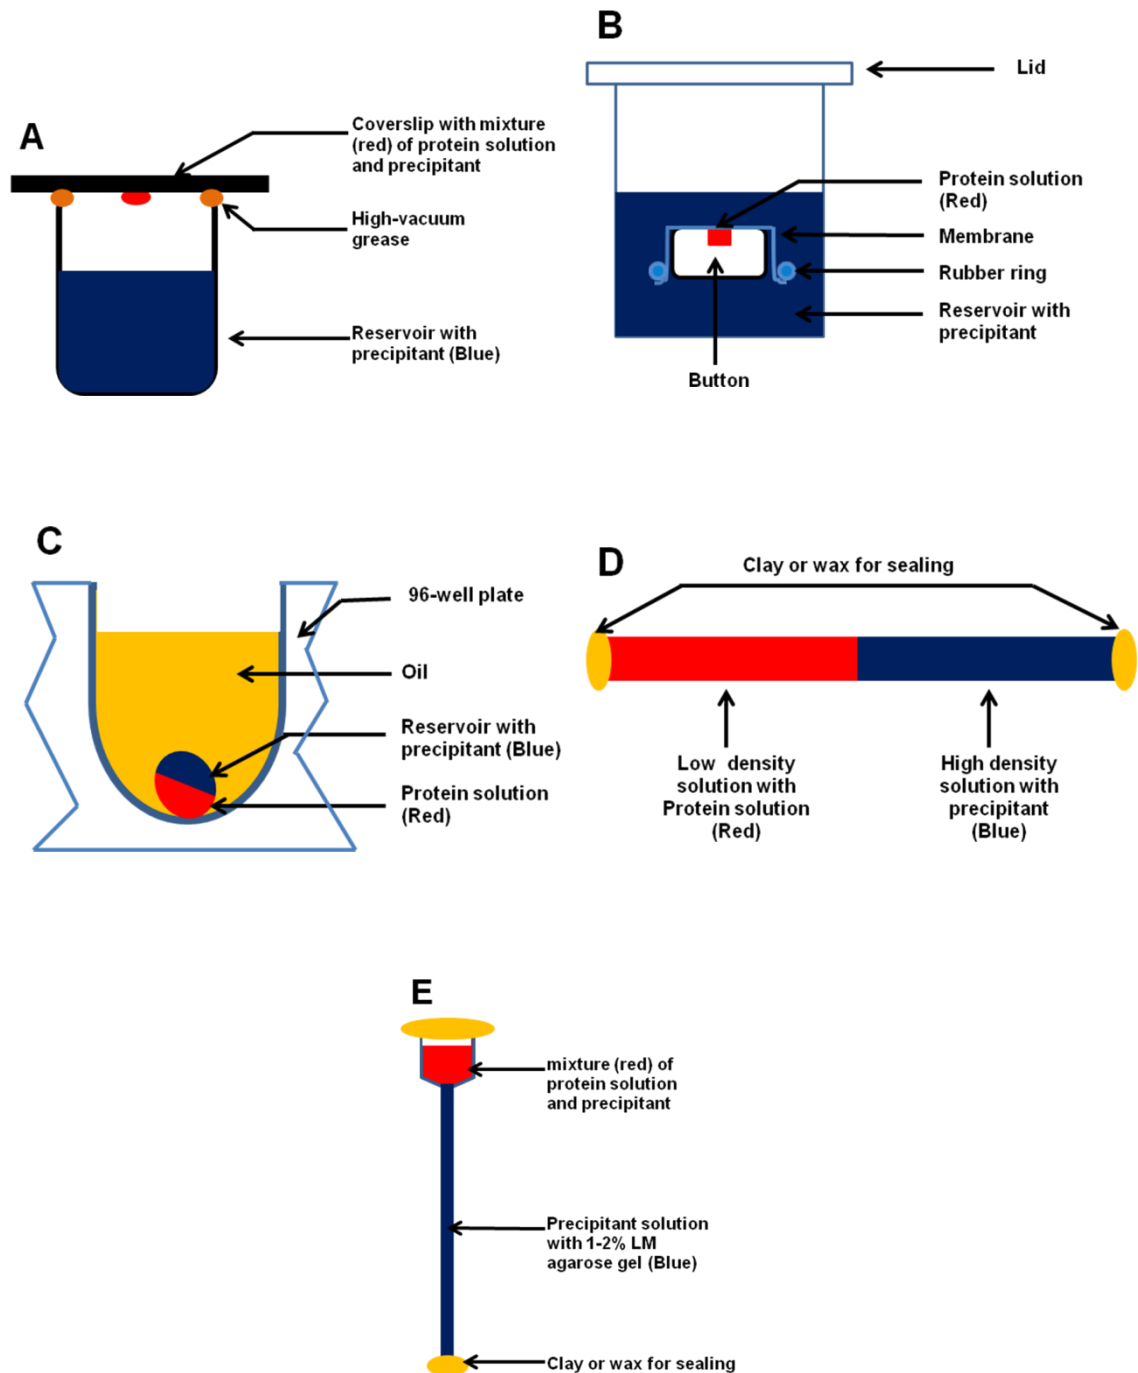 A
Coverslip with mixture
(red) of protein solution
and precipitant
High-vacuum
grease
Reservoir with
precipitant (Blue)
B
Lid
Protein solution
(Red)
Membrane
Rubber ring
Reservoir with
precipitant
Button
C
96-well plate
Oil
Reservoir with
precipitant (Blue)
Protein solution
(Red)
D
Clay or wax for sealing
Low density
solution with
Protein solution
(Red)
High density
solution with
precipitant
(Blue)
E
mixture (red) of
protein solution
and precipitant
Precipitant solution
with 1-2% LM
agarose gel (Blue)
Clay or wax for sealing